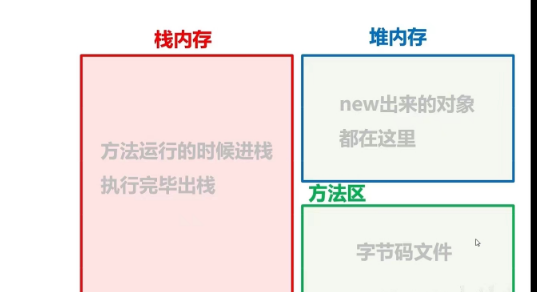 栈内存
堆内存
方法运行的时候进栈
执行完毕出栈
new出来的对象
都在这里
方法区
字节码文件